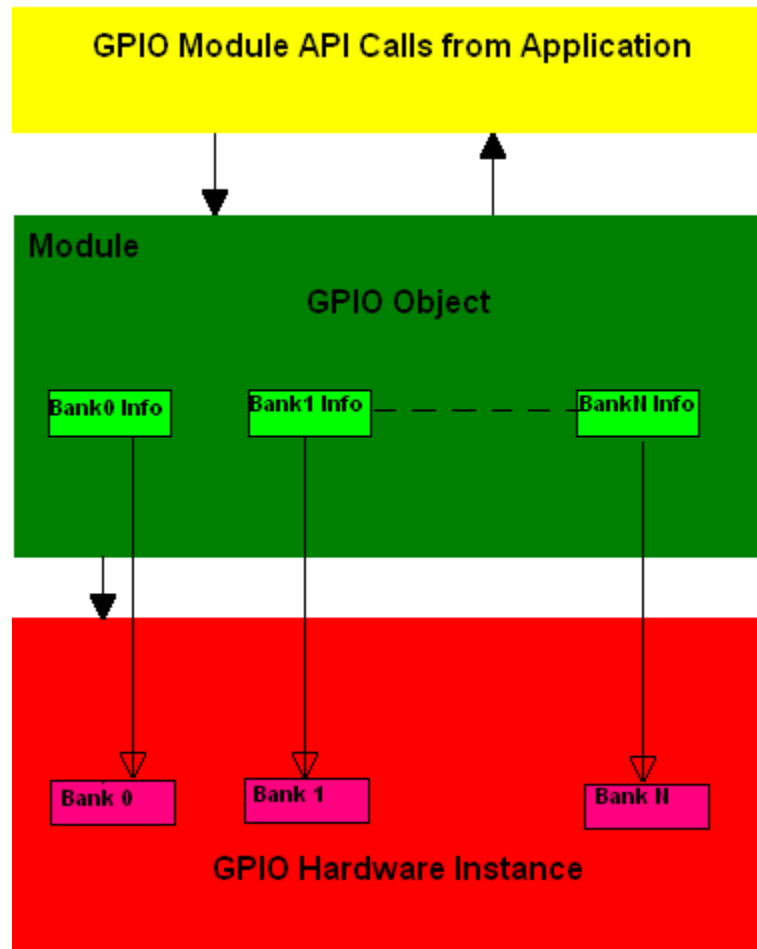 GPIO Module API Calls from Application
Module
GPIO Object
Bank0 Info
Bank1 Info
BankN Info
Bank 0
Bank 1
Bank N
GPIO Hardware Instance